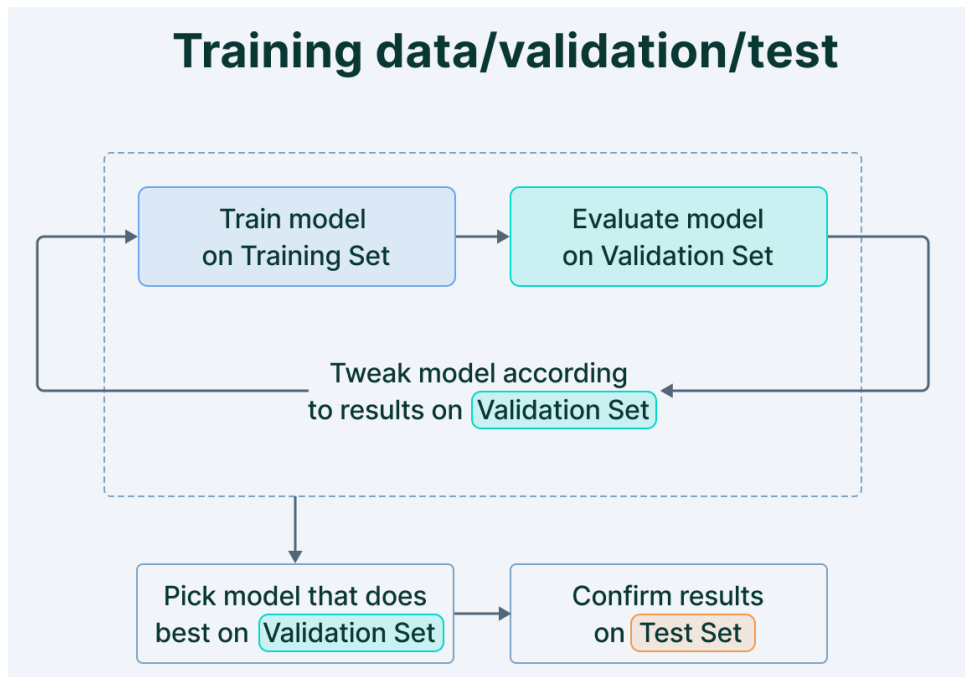 Training data/validation/test
Train model
on Training Set
Evaluate model
on Validation Set
Tweak model according
to results on Validation Set
Pick model that does
best on Validation Set
Confirm results
on Test Set